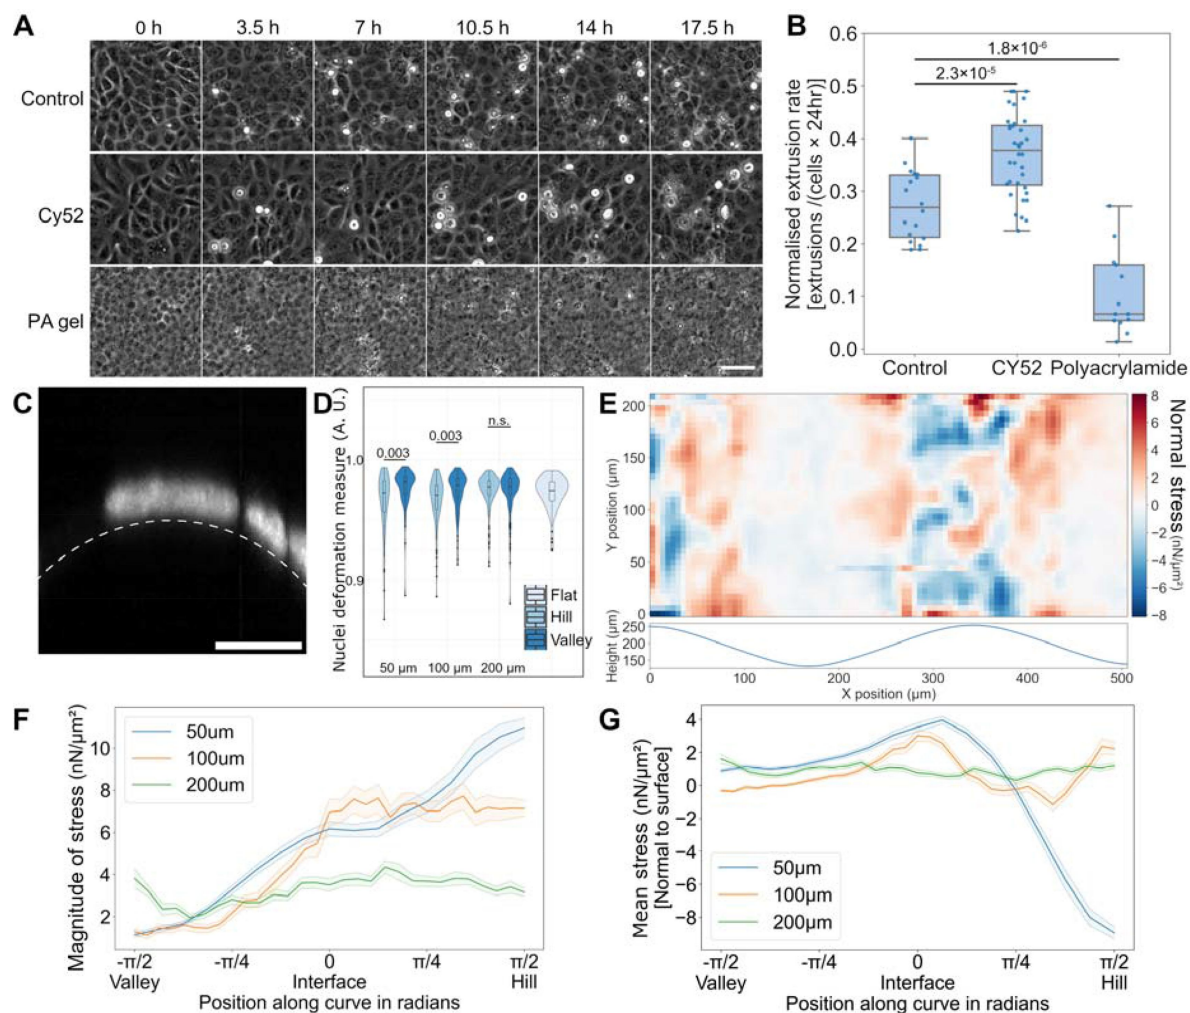 A
0 h 3.5 h 7 h 10.5 h 14 h 17.5 h
Control
Cy52
PA gel
B
Normalised extrusion rate
[extrusions /(cells × 24hr)
0.6
0.5
0.4
0.3
0.2
0.1
0.0
1.8×10⁻⁶
2.3×10⁻⁵
Control CY52 Polyacrylamide
C
D
Nuclei deformation measure (A. U.)
1.0
0.9
0.003
0.003
n.s.
Flat
Hill
Valley
50 µm 100 µm 200 µm
E
Y position (µm)
200
150
100
50
0
8
6
4
2
0
−2
−4
−6
−8
Normal stress (nN/µm²)
Height (µm)
250
200
150
0 100 200 300 400 500
X position (µm)
F
Magnitude of stress (nN/µm²)
10
8
6
4
2
50um
100um
200um
-π/2 -π/4 0 π/4 π/2
Valley Interface Hill
Position along curve in radians
G
Mean stress (nN/µm²)
[Normal to surface]
4
2
0
−2
−4
−6
−8
50µm
100µm
200µm
-π/2 -π/4 0 π/4 π/2
Valley Interface Hill
Position along curve in radians